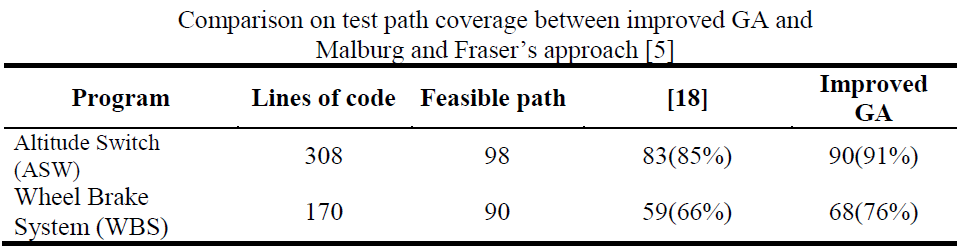 Comparison on test path coverage between improved GA and
Malburg and Fraser's approach [5]
Program Lines of code Feasible path [18] Improved GA
Altitude Switch (ASW) 308 98 83(85%) 90(91%)
Wheel Brake System (WBS) 170 90 59(66%) 68(76%)